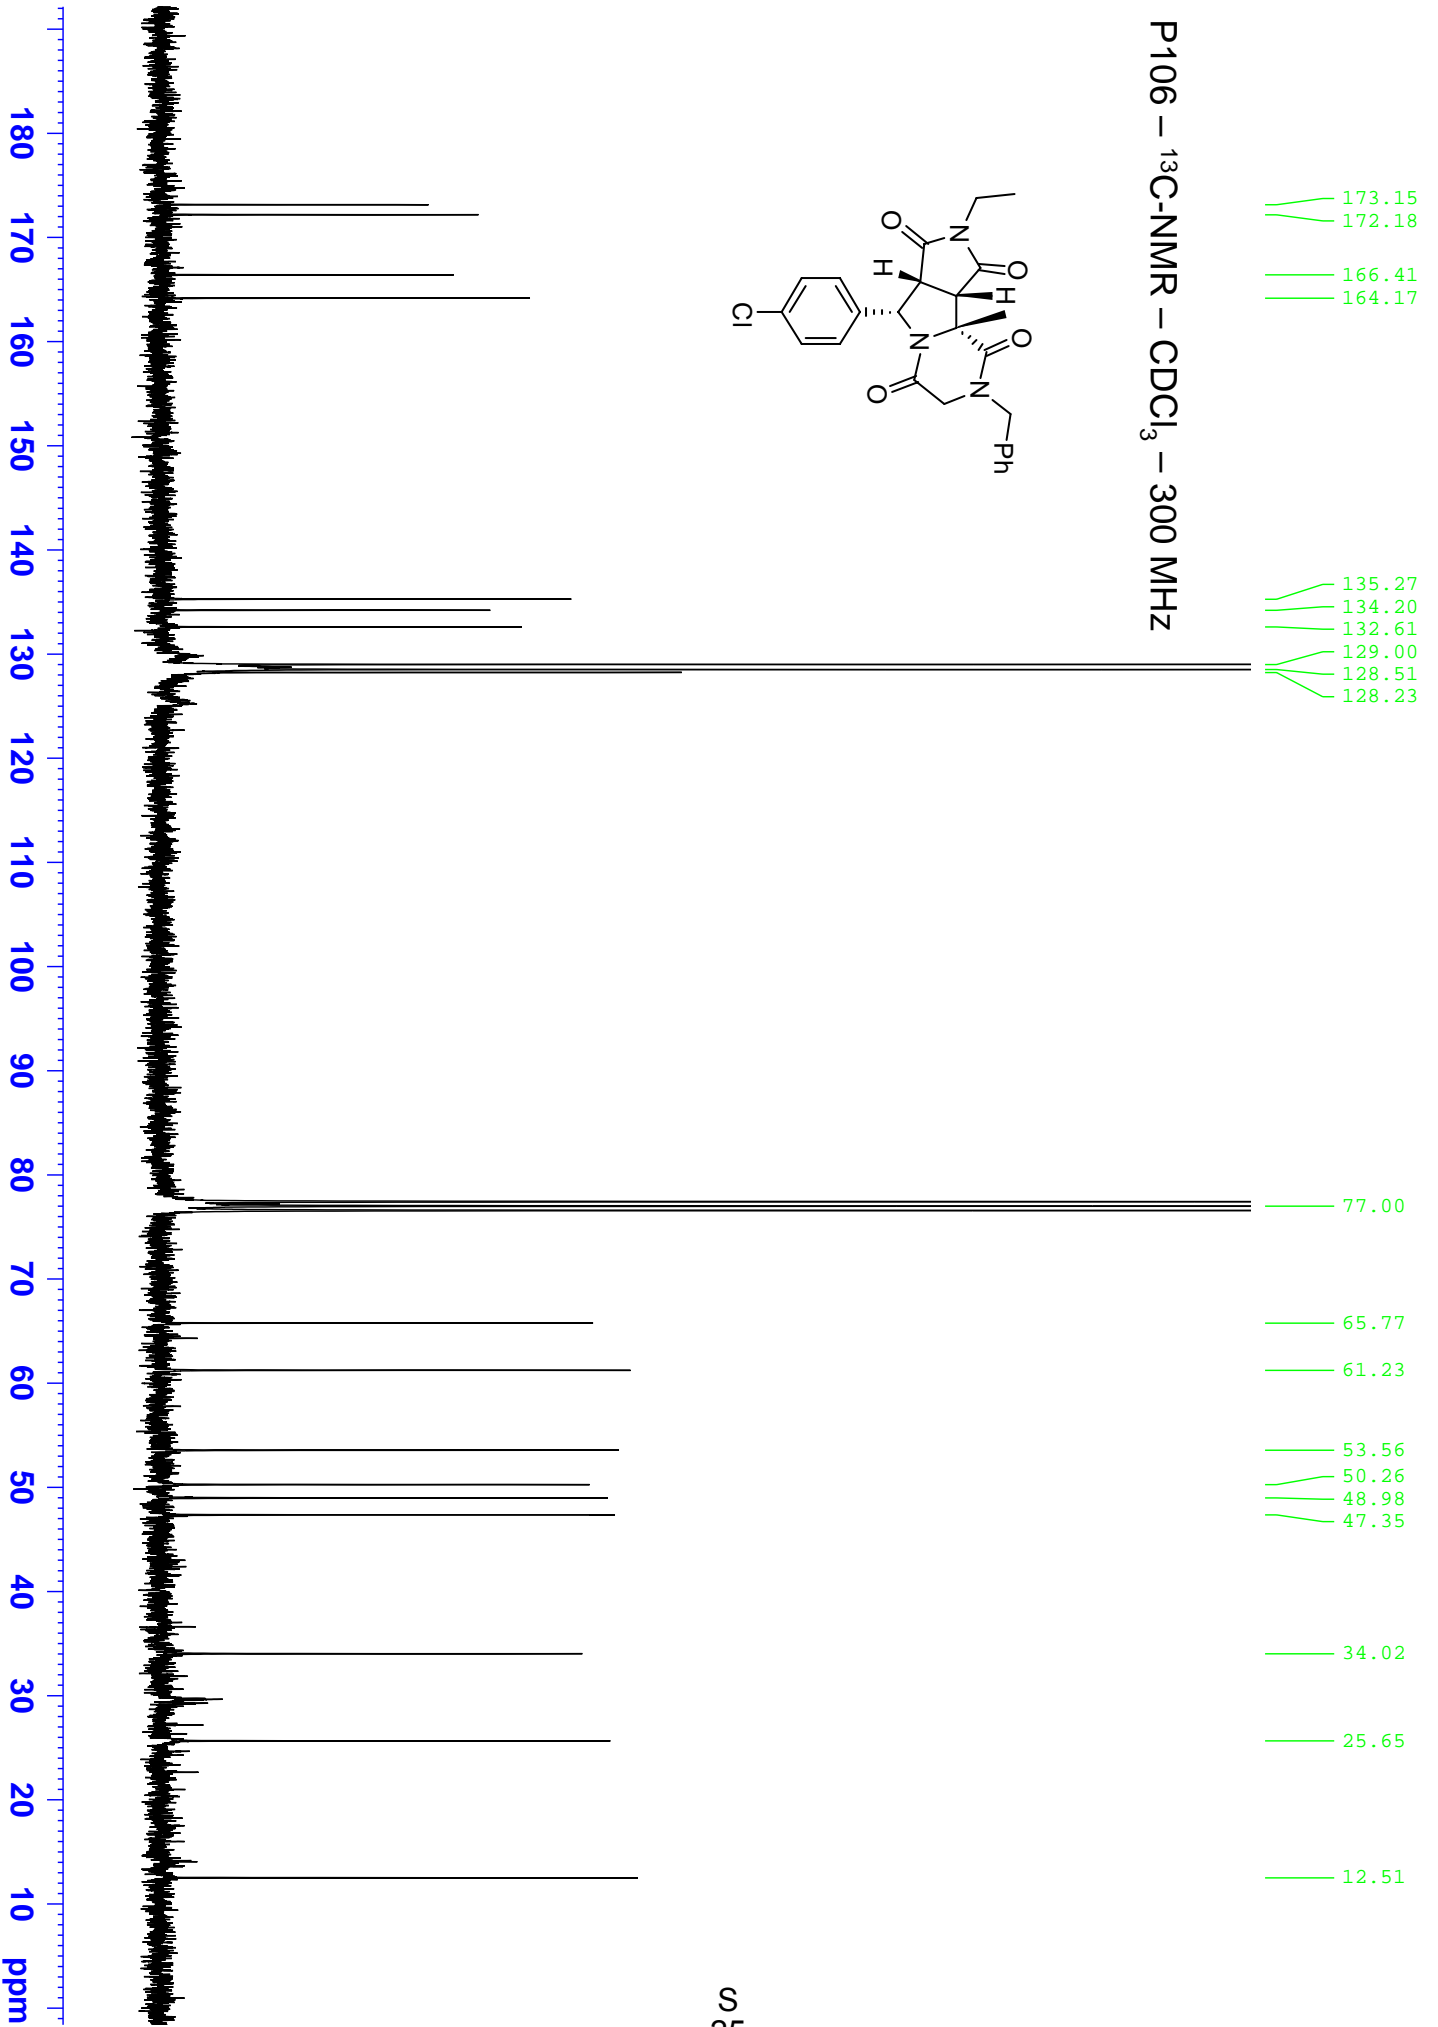 P106 – ¹³C-NMR – CDCl₃ – 300 MHz
173.15
172.18
166.41
164.17
135.27
134.20
132.61
129.00
128.51
128.23
77.00
65.77
61.23
53.56
50.26
48.98
47.35
34.02
25.65
12.51
N
O
O
H
H
N
O
O
N
Ph
Cl
180 170 160 150 140 130 120 110 100 90 80 70 60 50 40 30 20 10 ppm
S